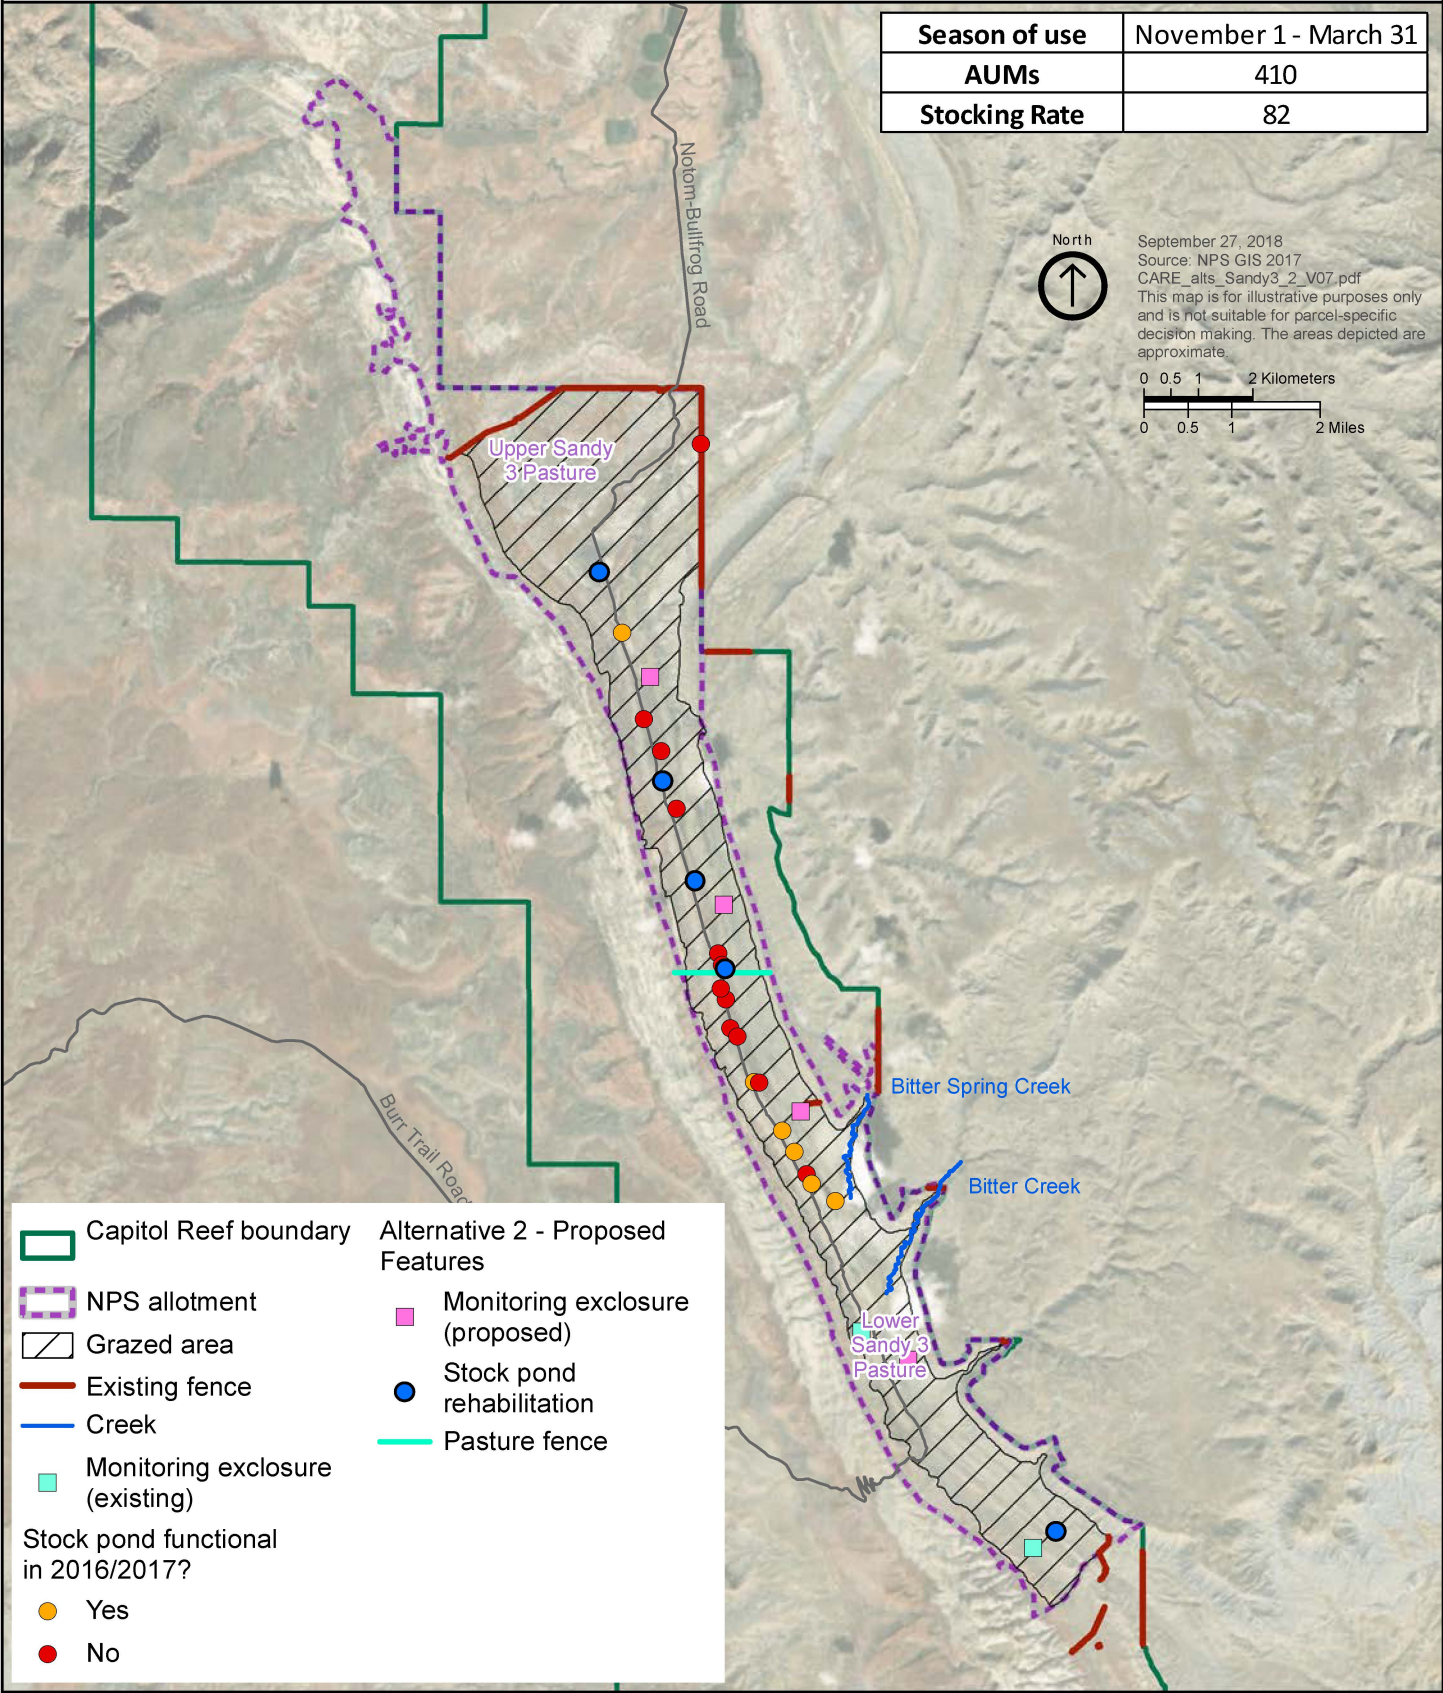 Season of use November 1 - March 31
AUMs 410
Stocking Rate 82
Notom-Bullfrog Road
North
September 27, 2018
Source: NPS GIS 2017
CARE_alts_Sandy3_2_V07.pdf
This map is for illustrative purposes only
and is not suitable for parcel-specific
decision making. The areas depicted are
approximate.
0 0.5 1 2 Kilometers
0 0.5 1 2 Miles
Upper Sandy
3 Pasture
Bitter Spring Creek
Bitter Creek
Burr Trail Road
Lower
Sandy 3
Pasture
Capitol Reef boundary
NPS allotment
Grazed area
Existing fence
Creek
Monitoring exclosure
(existing)
Stock pond functional
in 2016/2017?
Yes
No
Alternative 2 - Proposed
Features
Monitoring exclosure
(proposed)
Stock pond
rehabilitation
Pasture fence